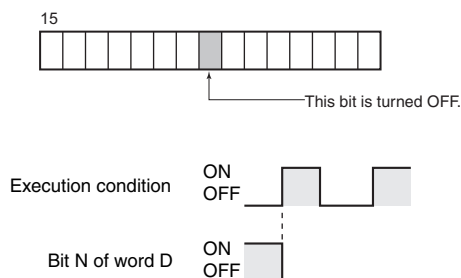 15
This bit is turned OFF.
Execution condition
ON
OFF
Bit N of word D
ON
OFF